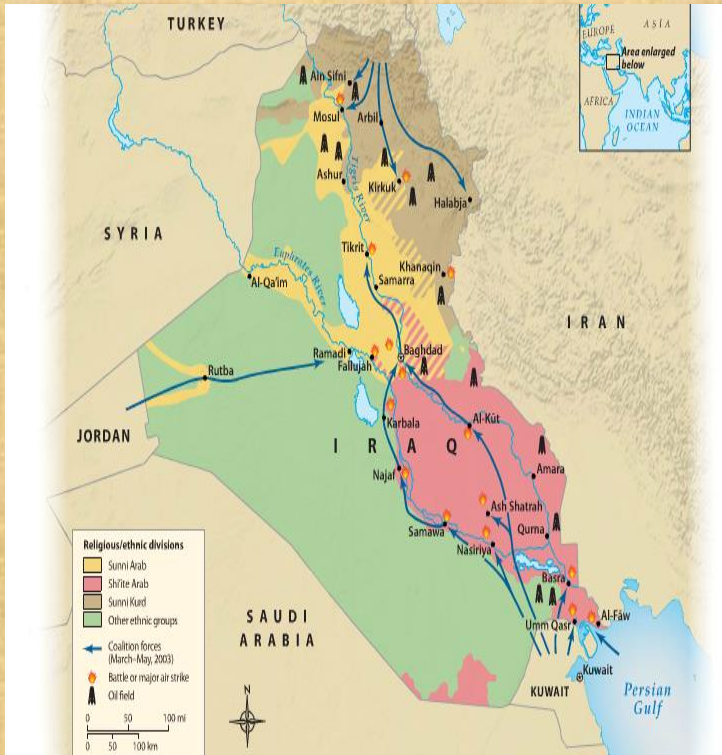 TURKEY
EUROPE
ASIA
Area enlarged
below
AFRICA
INDIAN
OCEAN
Ain Sifni
Mosul
Arbil
Ashur
Tigris River
Kirkuk
Halabja
SYRIA
Tikrit
Khanaqin
Samarra
Euphrates River
Al-Qa'im
IRAN
Ramadi
Baghdad
Fallujah
Rutba
JORDAN
Karbala
Al-Kūt
IRAQ
Najaf
Amara
Ash Shatrah
Samawa
Qurna
Nasiriya
Basra
Umm Qasr
Al-Fāw
SAUDI
ARABIA
KUWAIT
Kuwait
Persian
Gulf
N
Religious/ethnic divisions
Sunni Arab
Shi'ite Arab
Sunni Kurd
Other ethnic groups
Coalition forces
(March–May, 2003)
Battle or major air strike
Oil field
0 50 100 mi
0 50 100 km